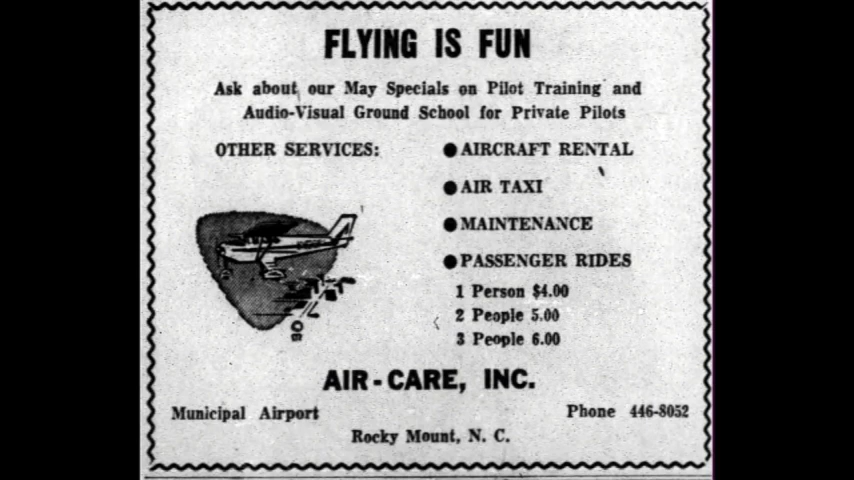 FLYING IS FUN
Ask about our May Specials on Pilot Training and
Audio-Visual Ground School for Private Pilots
OTHER SERVICES:
●AIRCRAFT RENTAL
●AIR TAXI
●MAINTENANCE
●PASSENGER RIDES
1 Person $4.00
2 People 5.00
3 People 6.00
AIR-CARE, INC.
Municipal Airport
Phone 446-8052
Rocky Mount, N. C.